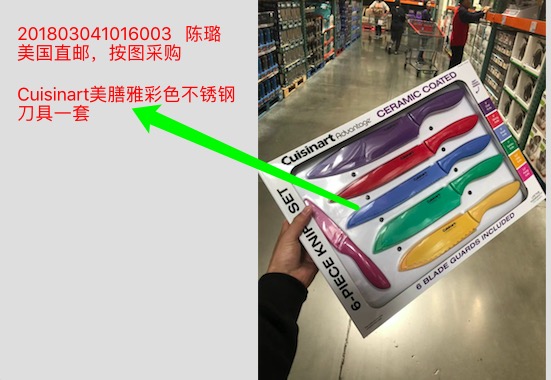 201803041016003 陈璐
美国直邮，按图采购
Cuisinart美膳雅彩色不锈钢
刀具一套
Cuisinart Advantage CERAMIC COATED
6-PIECE KNIFE SET
6 BLADE GUARDS INCLUDED